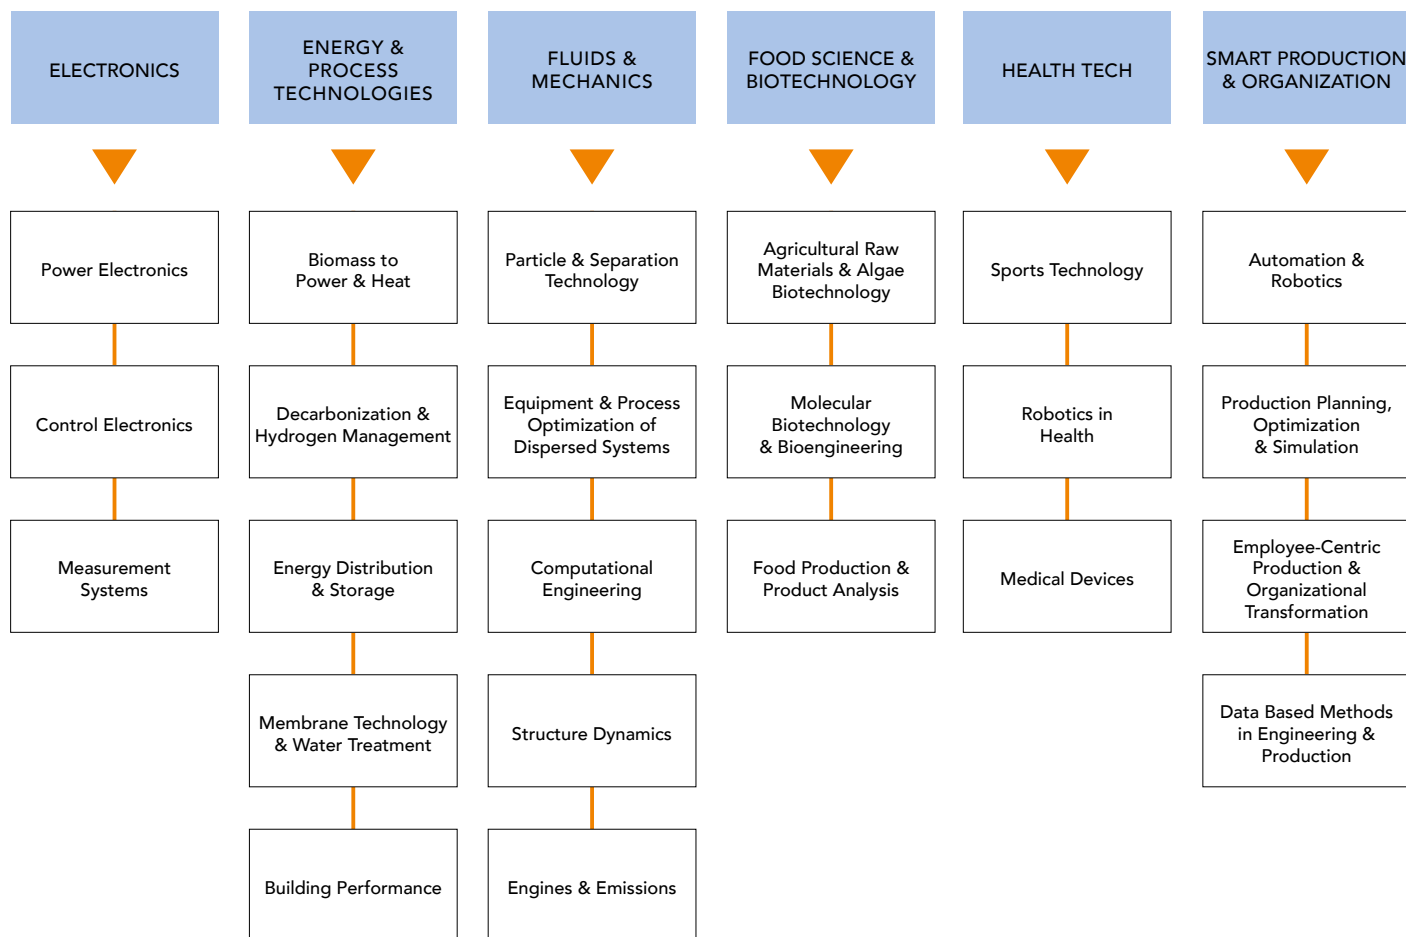 ELECTRONICS
ENERGY &
PROCESS
TECHNOLOGIES
FLUIDS &
MECHANICS
FOOD SCIENCE &
BIOTECHNOLOGY
HEALTH TECH
SMART PRODUCTION
& ORGANIZATION
Power Electronics
Biomass to
Power & Heat
Particle & Separation
Technology
Agricultural Raw
Materials & Algae
Biotechnology
Sports Technology
Automation &
Robotics
Control Electronics
Decarbonization &
Hydrogen Management
Equipment & Process
Optimization of
Dispersed Systems
Molecular
Biotechnology
& Bioengineering
Robotics in
Health
Production Planning,
Optimization
& Simulation
Measurement
Systems
Energy Distribution
& Storage
Computational
Engineering
Food Production &
Product Analysis
Medical Devices
Employee-Centric
Production &
Organizational
Transformation
Membrane Technology
& Water Treatment
Structure Dynamics
Data Based Methods
in Engineering &
Production
Building Performance
Engines & Emissions